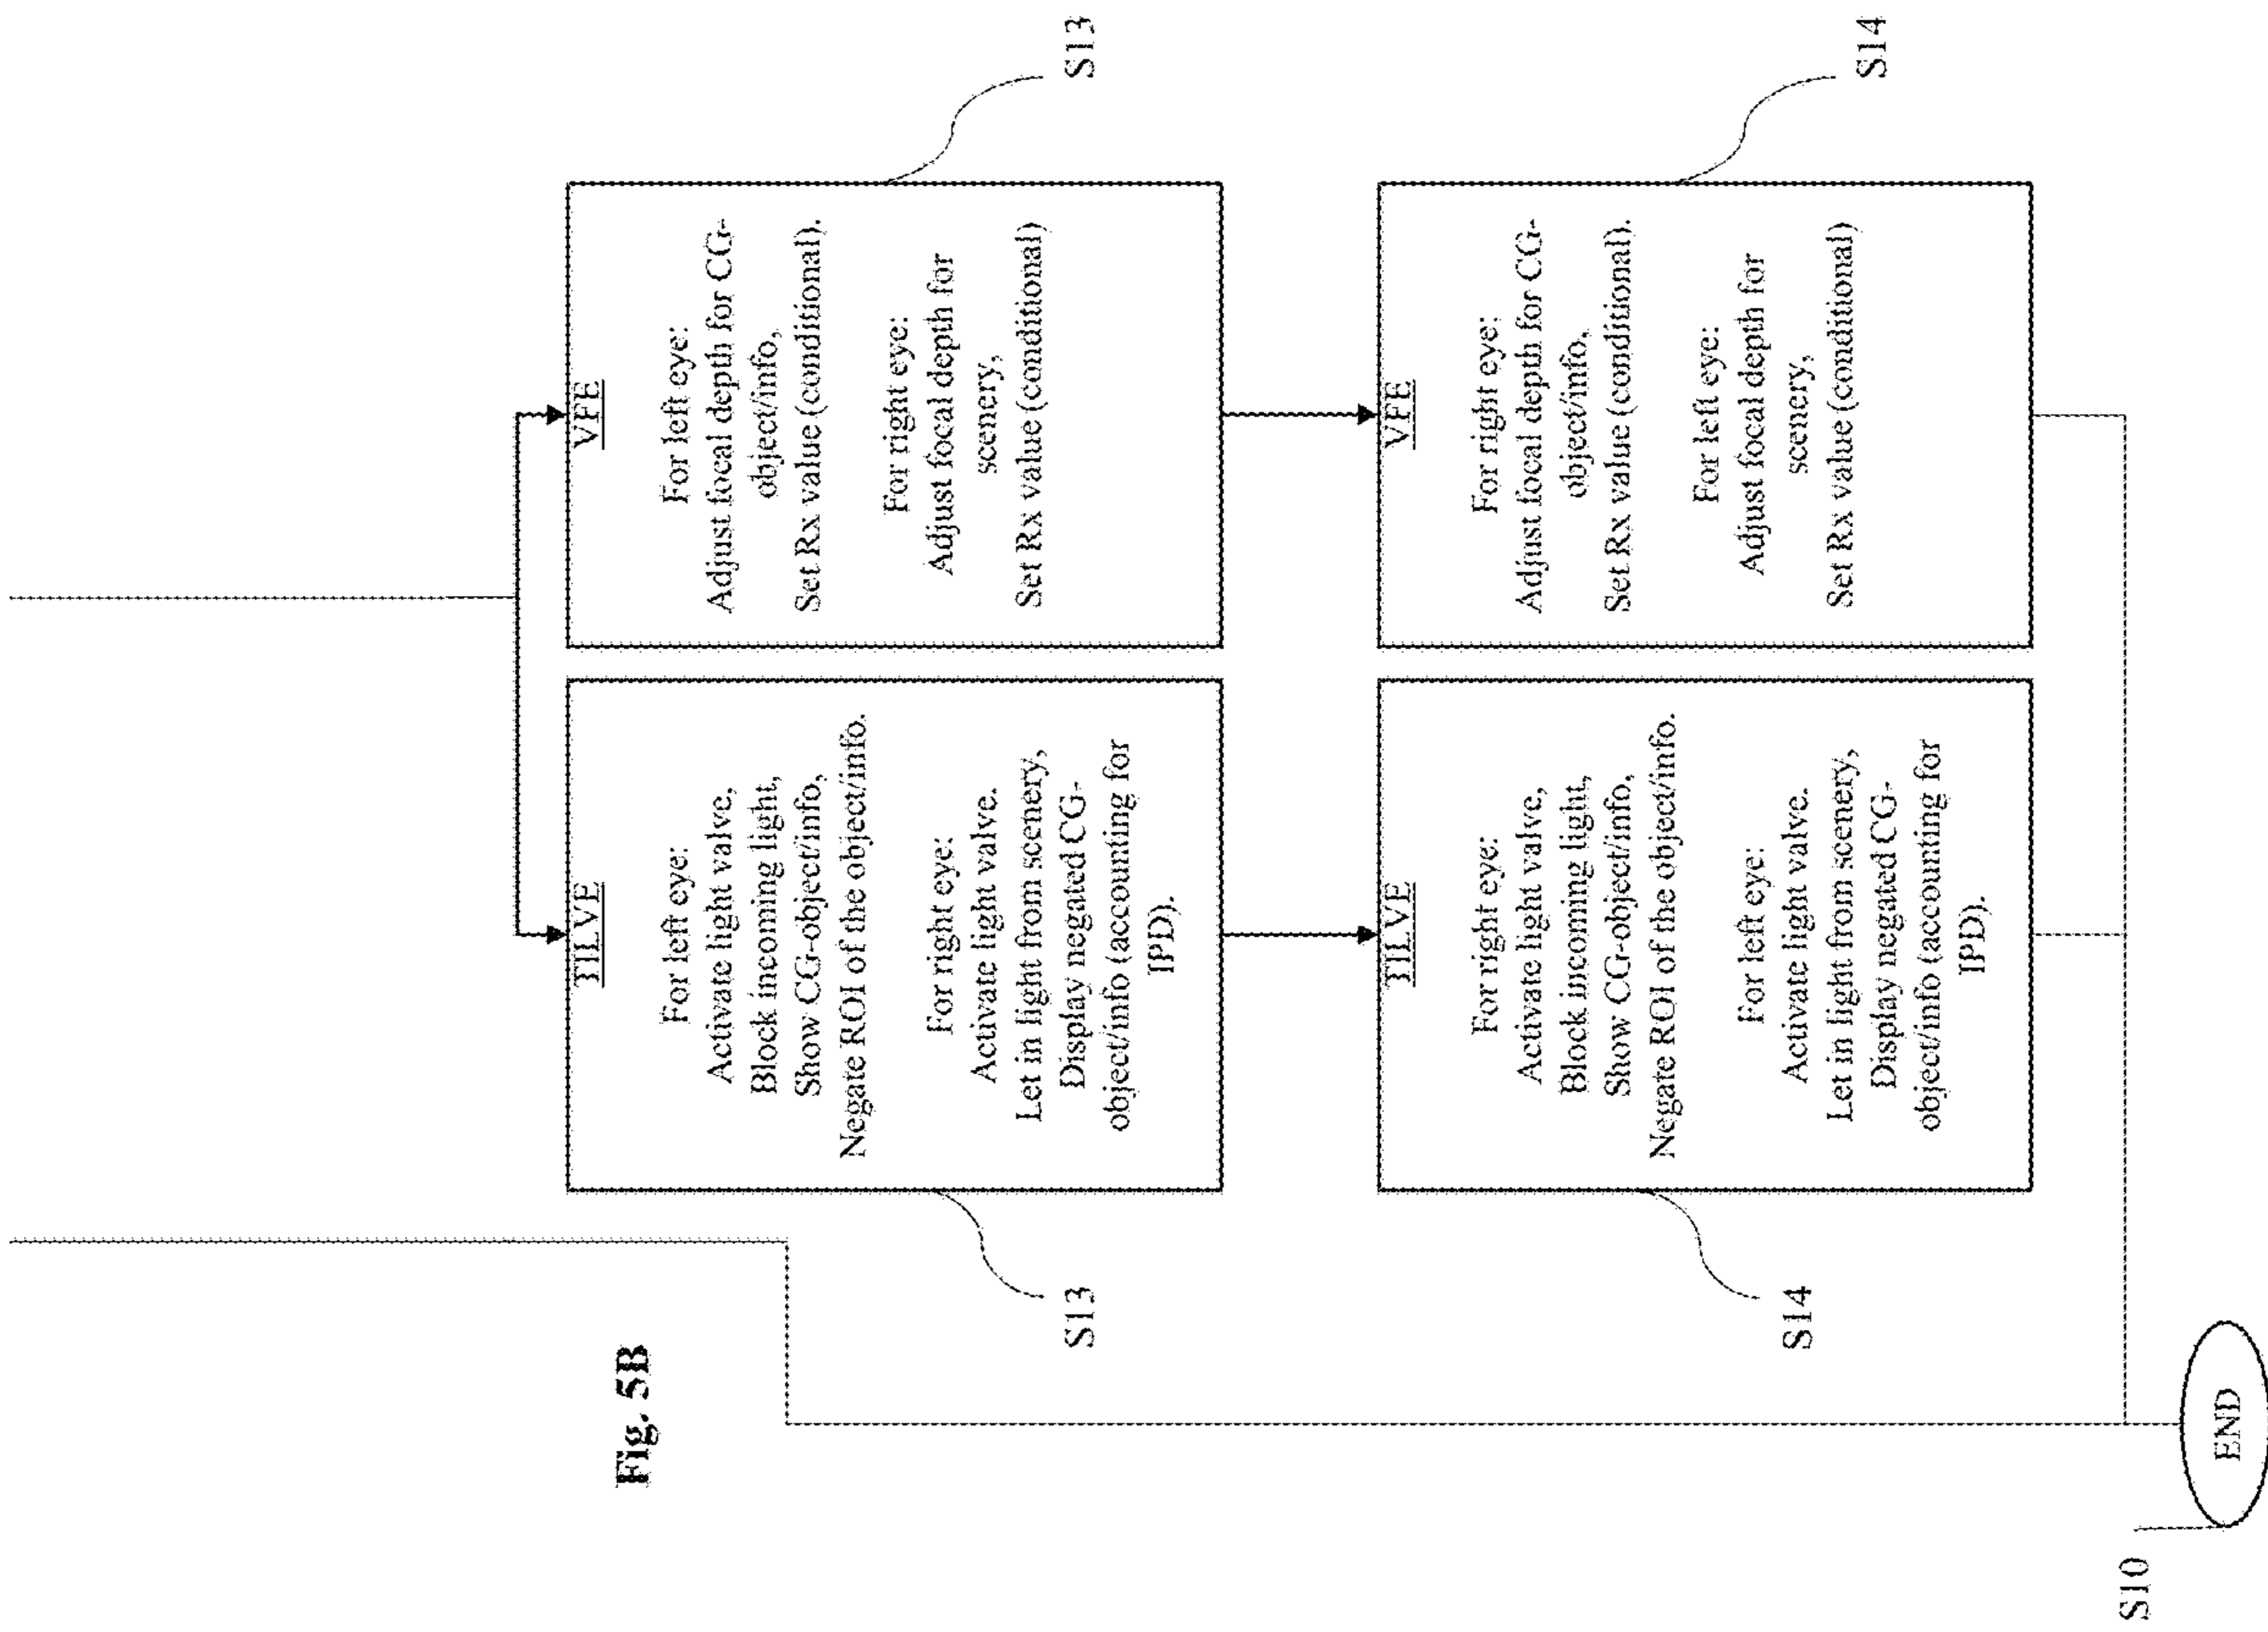 Fig. 5B
TILVE
For left eye:
Activate light valve,
Block incoming light,
Show CG-object/info,
Negate ROI of the object/info.
For right eye:
Activate light valve.
Let in light from scenery,
Display negated CG-
object/info (accounting for
IPD).
S13
VFE
For left eye:
Adjust focal depth for CG-
object/info,
Set Rx value (conditional).
For right eye:
Adjust focal depth for
scenery,
Set Rx value (conditional)
S13
TILVE
For right eye:
Activate light valve,
Block incoming light,
Show CG-object/info,
Negate ROI of the object/info.
For left eye:
Activate light valve.
Let in light from scenery,
Display negated CG-
object/info (accounting for
IPD).
S14
VFE
For right eye:
Adjust focal depth for CG-
object/info,
Set Rx value (conditional).
For left eye:
Adjust focal depth for
scenery,
Set Rx value (conditional)
S14
S10
END